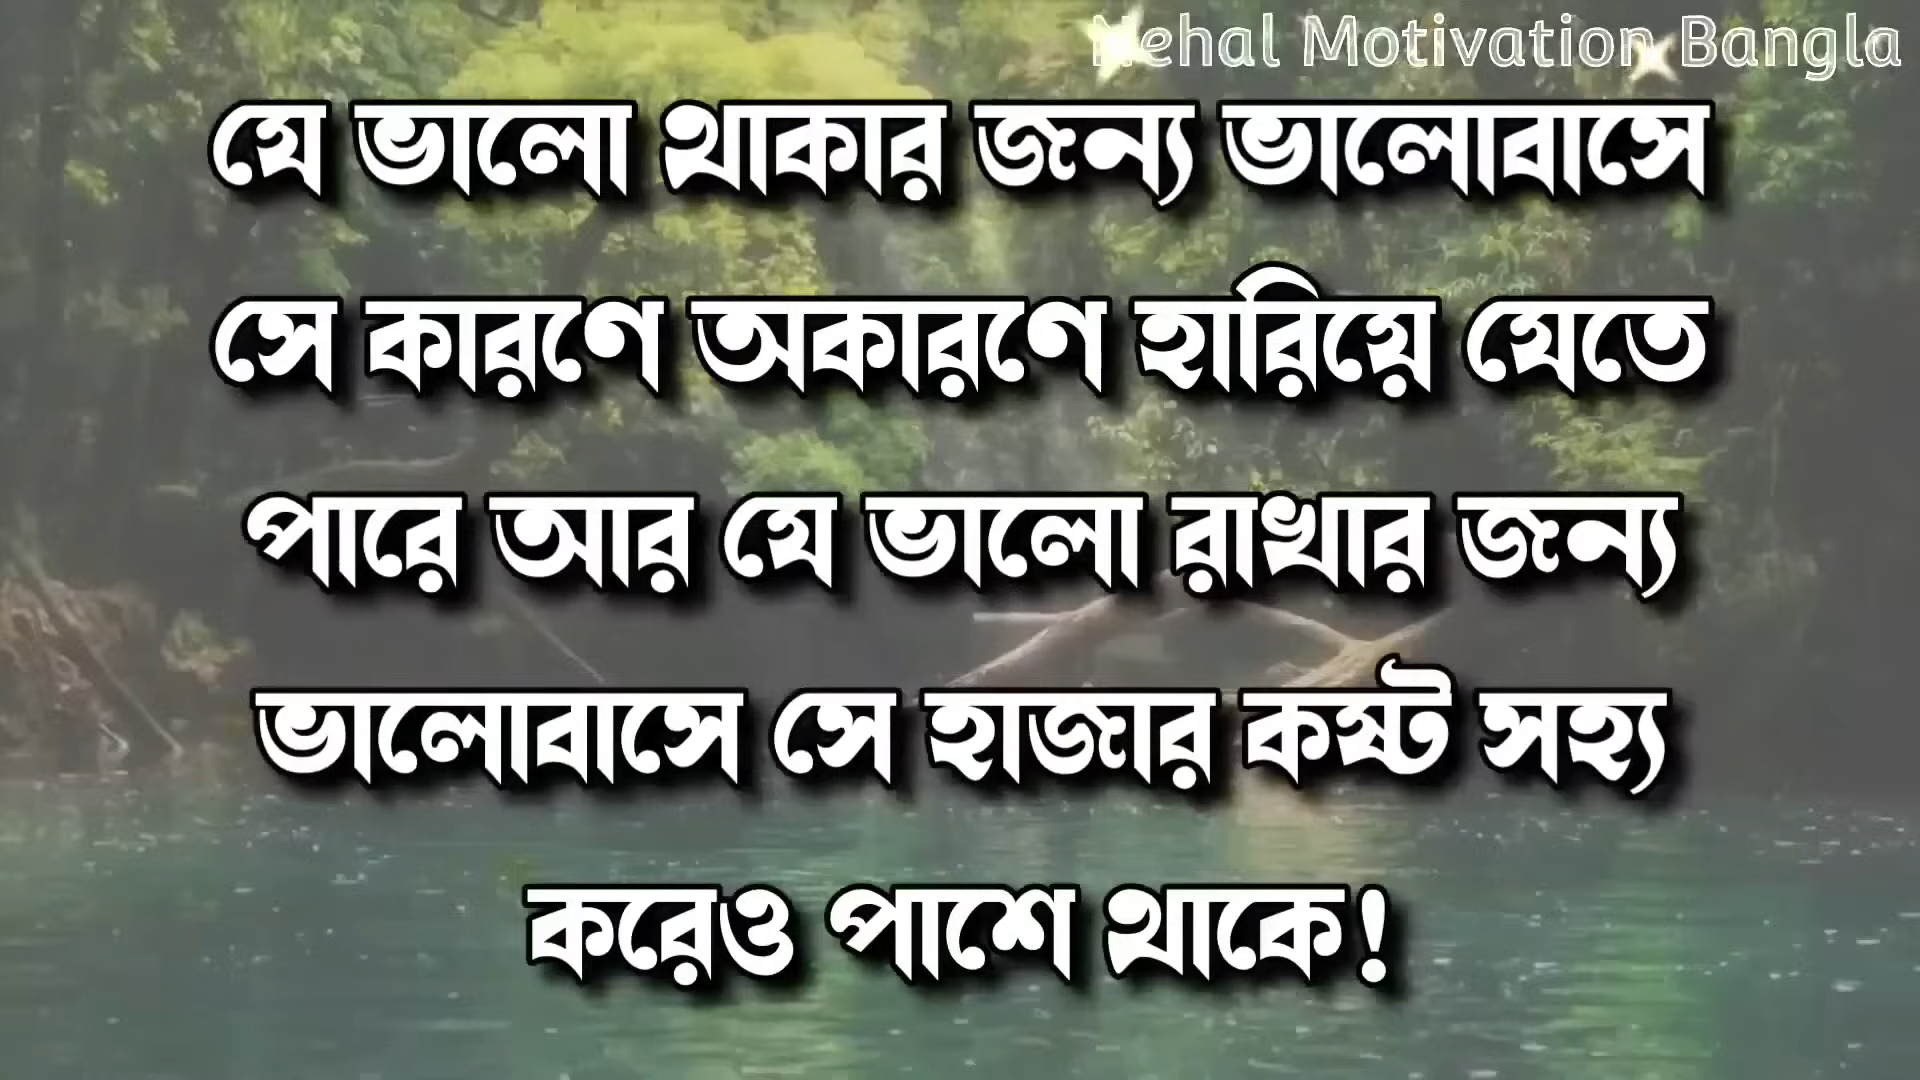 Nehal Motivation Bangla
যে ভালো থাকার জন্য ভালোবাসে
সে কারণে অকারণে হারিয়ে যেতে
পারে আর যে ভালো রাখার জন্য
ভালোবাসে সে হাজার কষ্ট সহ্য
করেও পাশে থাকে!